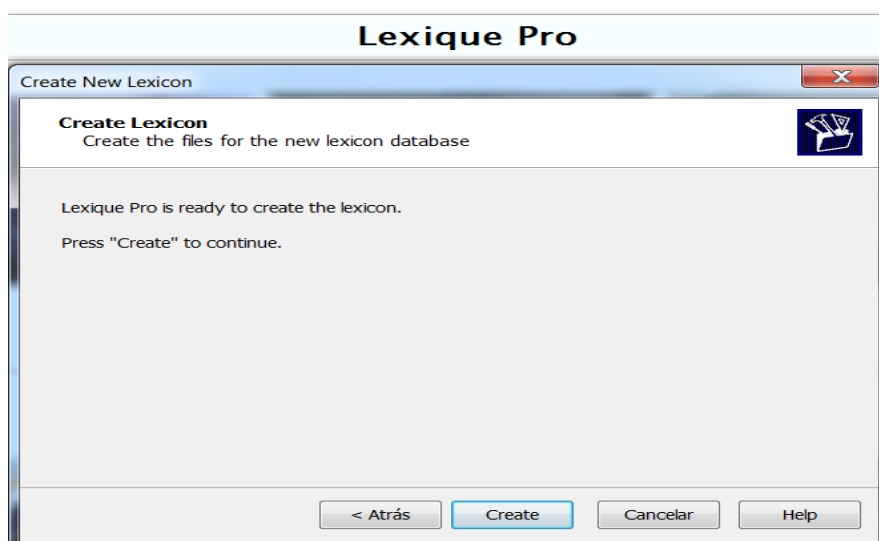 Lexique Pro
Create New Lexicon
Create Lexicon
Create the files for the new lexicon database
Lexique Pro is ready to create the lexicon.
Press "Create" to continue.
< Atrás Create Cancelar Help